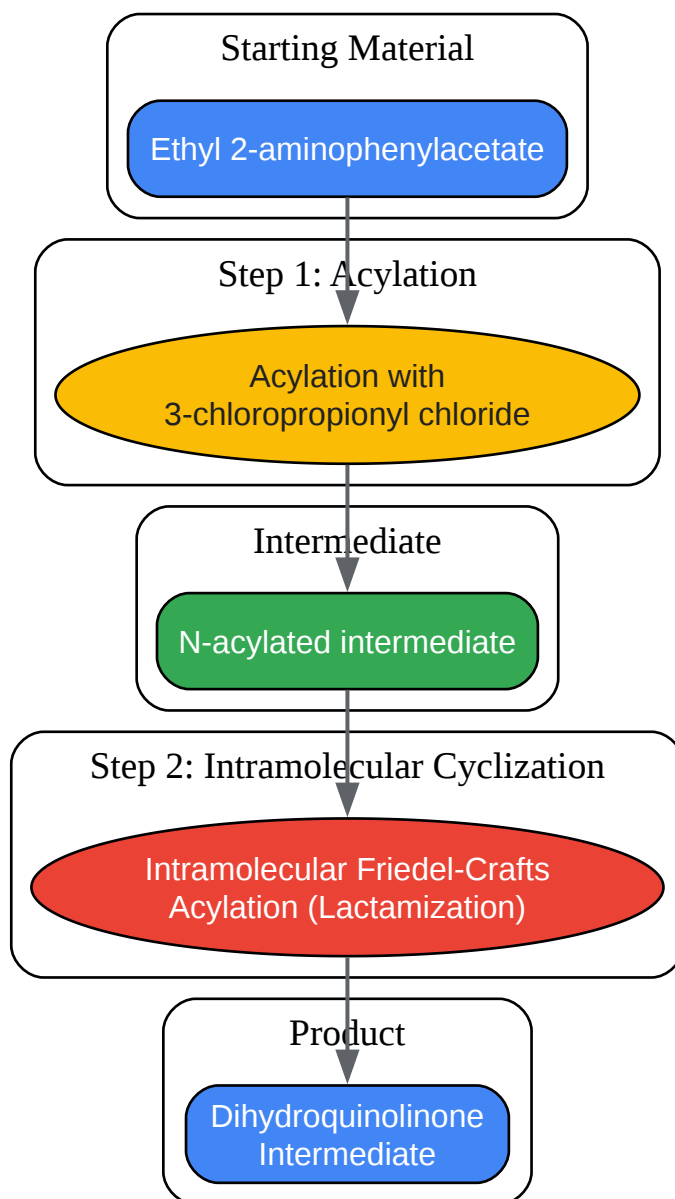 Starting Material
Ethyl 2-aminophenylacetate
Step 1: Acylation
Acylation with
3-chloropropionyl chloride
Intermediate
N-acylated intermediate
Step 2: Intramolecular Cyclization
Intramolecular Friedel-Crafts
Acylation (Lactamization)
Product
Dihydroquinolinone
Intermediate